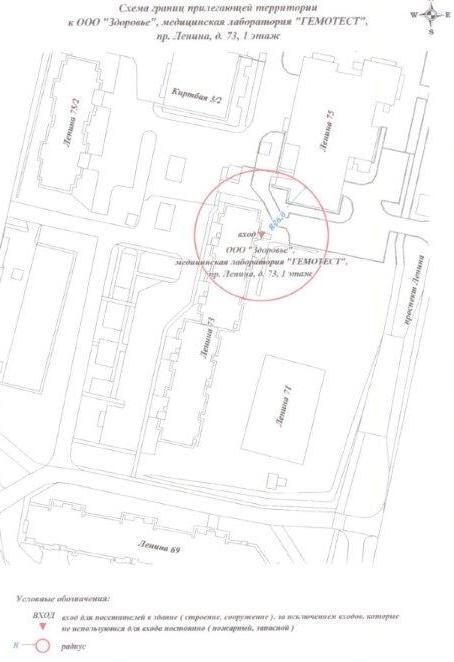 Схема границ прилегающей территории
к ООО "Здоровье", медицинская лаборатория "ГЕМОТЕСТ",
пр. Ленина, д. 73, 1 этаж
W
E
S
Киртбая 3/2
Ленина 75/2
Ленина 75
вход
ООО "Здоровье",
медицинская лаборатория "ГЕМОТЕСТ",
пр. Ленина, д. 73, 1 этаж
проспект Ленина
Ленина 73
Ленина 71
Ленина 69
Условные обозначения:
ВХОД вход для посетителей в здание ( строение, сооружение ), за исключением входов, которые
не используются для входа постоянно ( пожарный, запасной )
R радиус